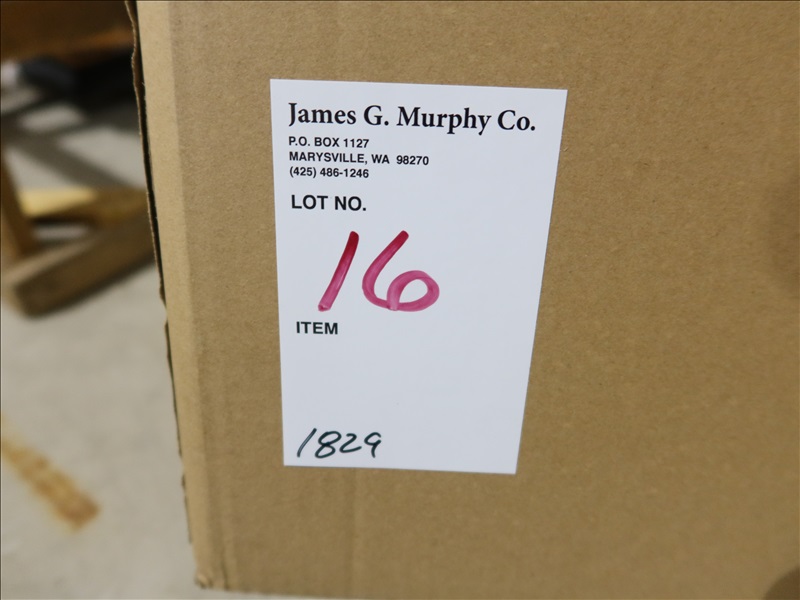 James G. Murphy Co.
P.O. BOX 1127
MARYSVILLE, WA 98270
(425) 486-1246
LOT NO.
16
ITEM
1829